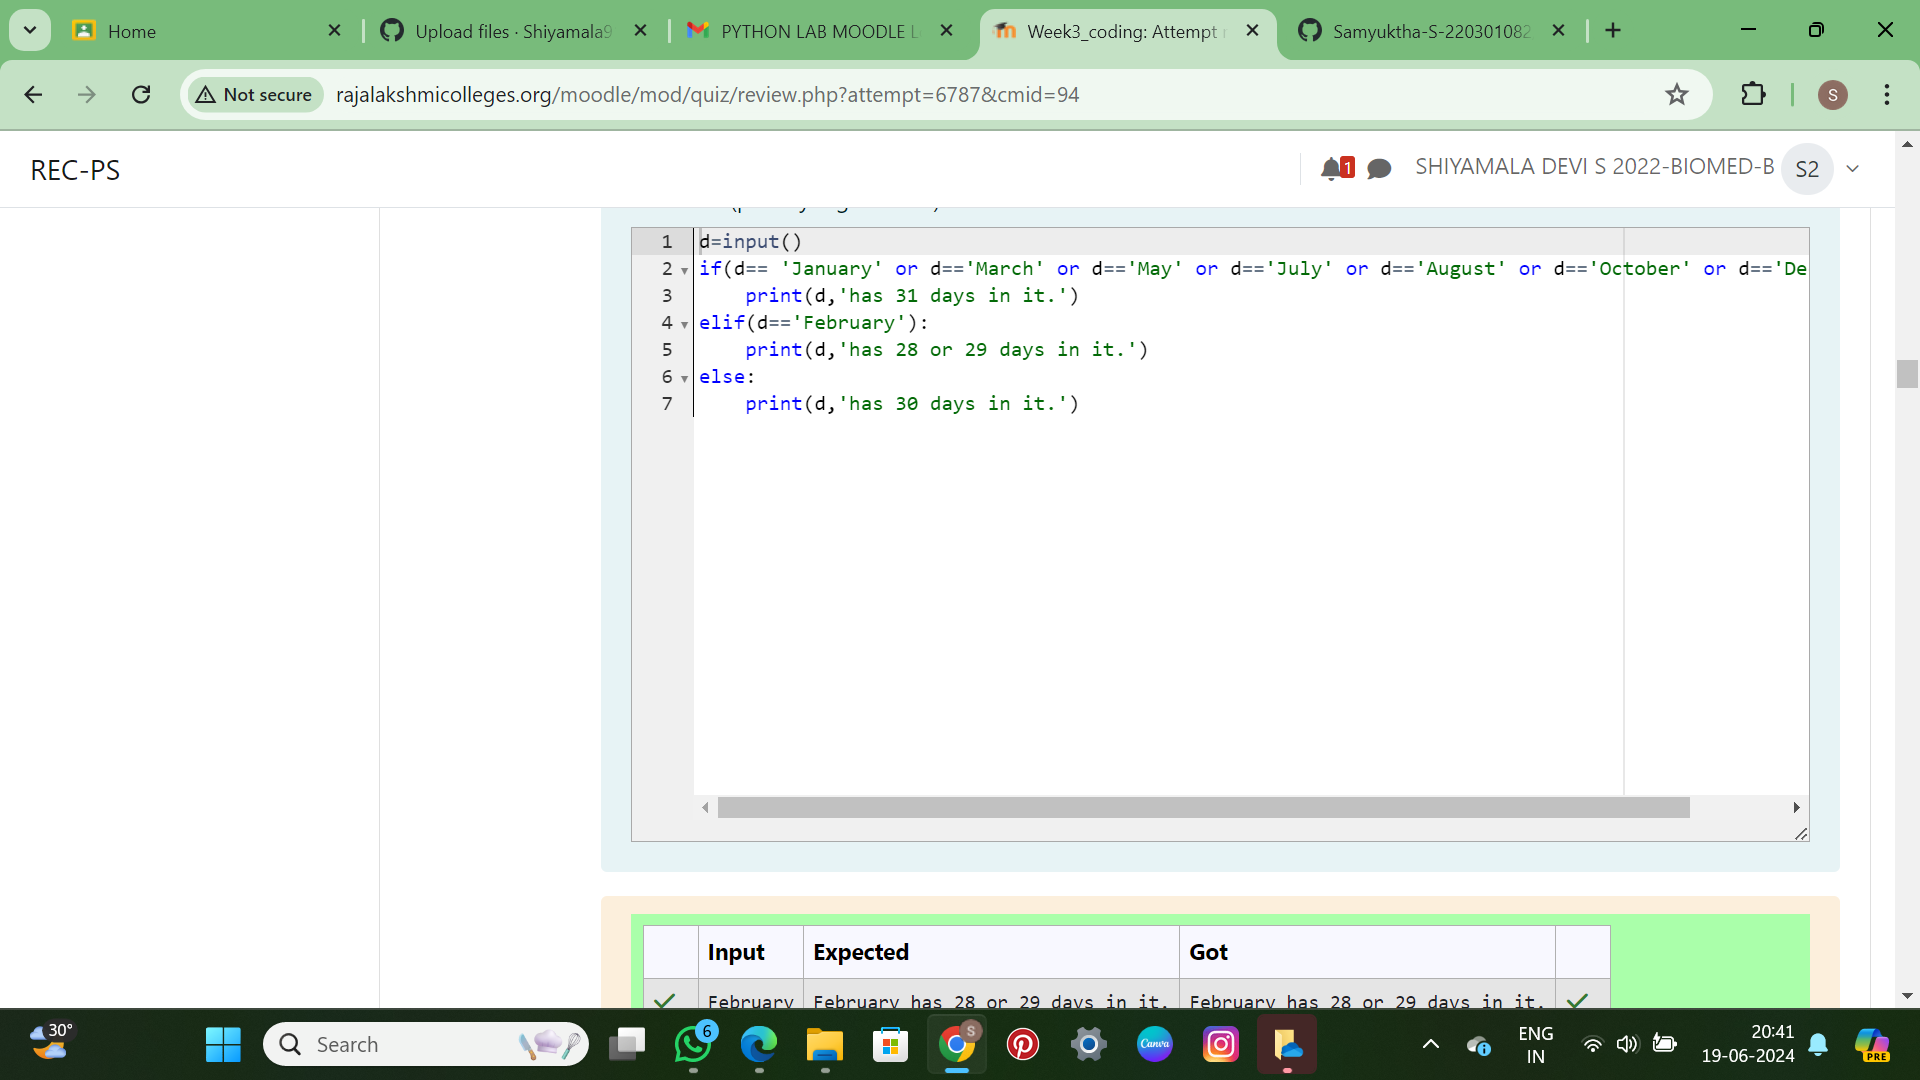 Home
Upload files · Shiyamala9
PYTHON LAB MOODLE L
Week3_coding: Attempt r
Samyuktha-S-220301082
Not secure
rajalakshmicolleges.org/moodle/mod/quiz/review.php?attempt=6787&cmid=94
S
REC-PS
1
SHIYAMALA DEVI S 2022-BIOMED-B
S2
1 d=input()
2 if(d== 'January' or d=='March' or d=='May' or d=='July' or d=='August' or d=='October' or d=='De
3 print(d,'has 31 days in it.')
4 elif(d=='February'):
5 print(d,'has 28 or 29 days in it.')
6 else:
7 print(d,'has 30 days in it.')
Input Expected Got
February February has 28 or 29 days in it. February has 28 or 29 days in it.
30°
Search
6
S
Canva
ENG
IN
20:41
19-06-2024
PRE